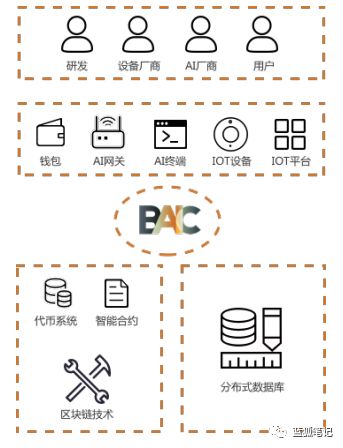 研发 设备厂商 AI厂商 用户
钱包 AI网关 AI终端 IOT设备 IOT平台
BAIC
代币系统 智能合约
区块链技术
分布式数据库
蓝狐笔记